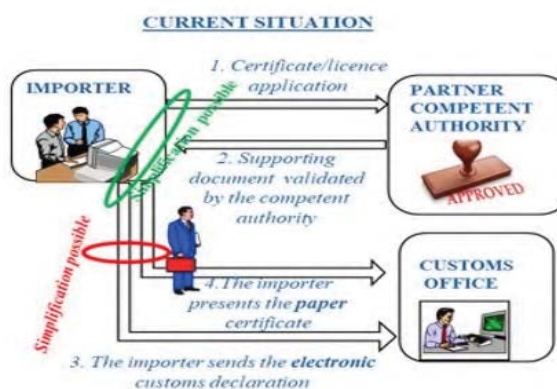 CURRENT SITUATION
IMPORTER
1. Certificate/licence
application
PARTNER
COMPETENT
AUTHORITY
APPROVED
Simplification possible
2. Supporting
document validated
by the competent
authority
Simplification possible
4.The importer
presents the paper
certificate
CUSTOMS
OFFICE
3. The importer sends the electronic
customs declaration